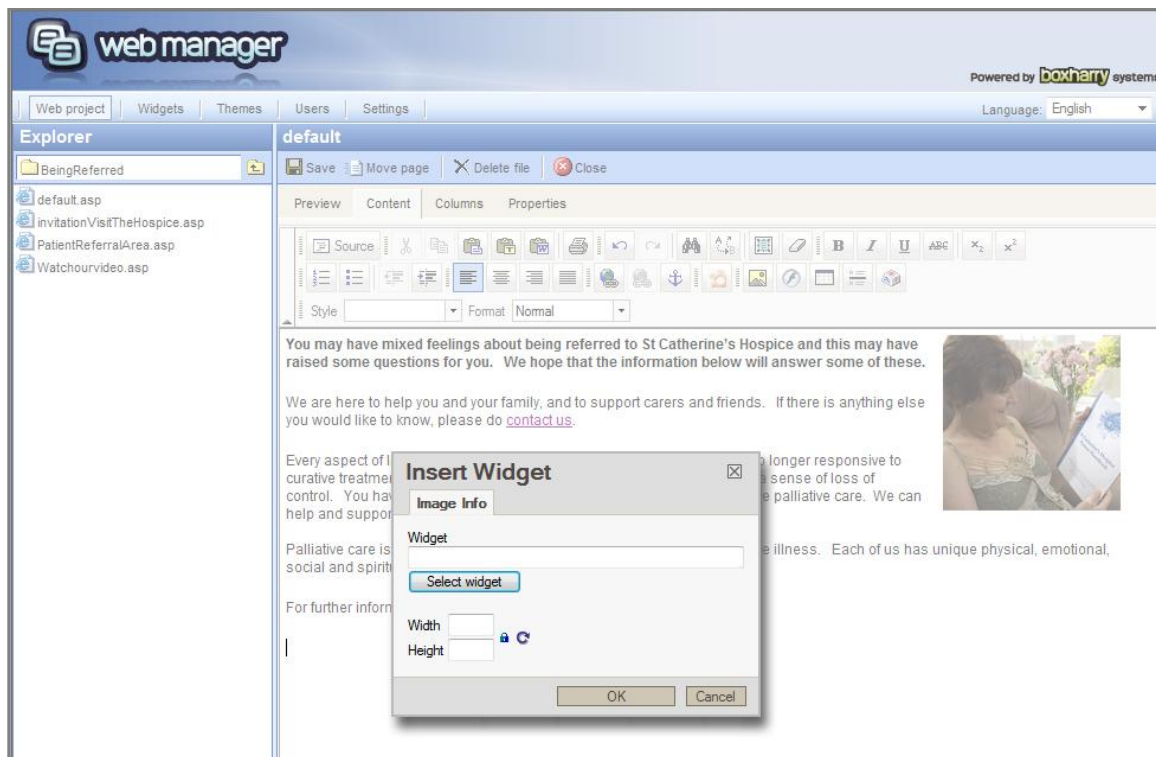 web manager
Powered by boxharry systems
Web project Widgets Themes Users Settings Language: English
Explorer
BeingReferred
default.asp
invitationVisitTheHospice.asp
PatientReferralArea.asp
Watchourvideo.asp
default
Save Move page Delete file Close
Preview Content Columns Properties
Source B I U ABC x₂ x²
Style Format Normal
You may have mixed feelings about being referred to St Catherine's Hospice and this may have
raised some questions for you. We hope that the information below will answer some of these.
We are here to help you and your family, and to support carers and friends. If there is anything else
you would like to know, please do contact us.
Every aspect of longer responsive to
curative treatme sense of loss of
control. You hav palliative care. We can
help and suppor
Palliative care is illness. Each of us has unique physical, emotional,
social and spirit
For further inform
Insert Widget
Image Info
Widget
Select widget
Width
Height
OK Cancel